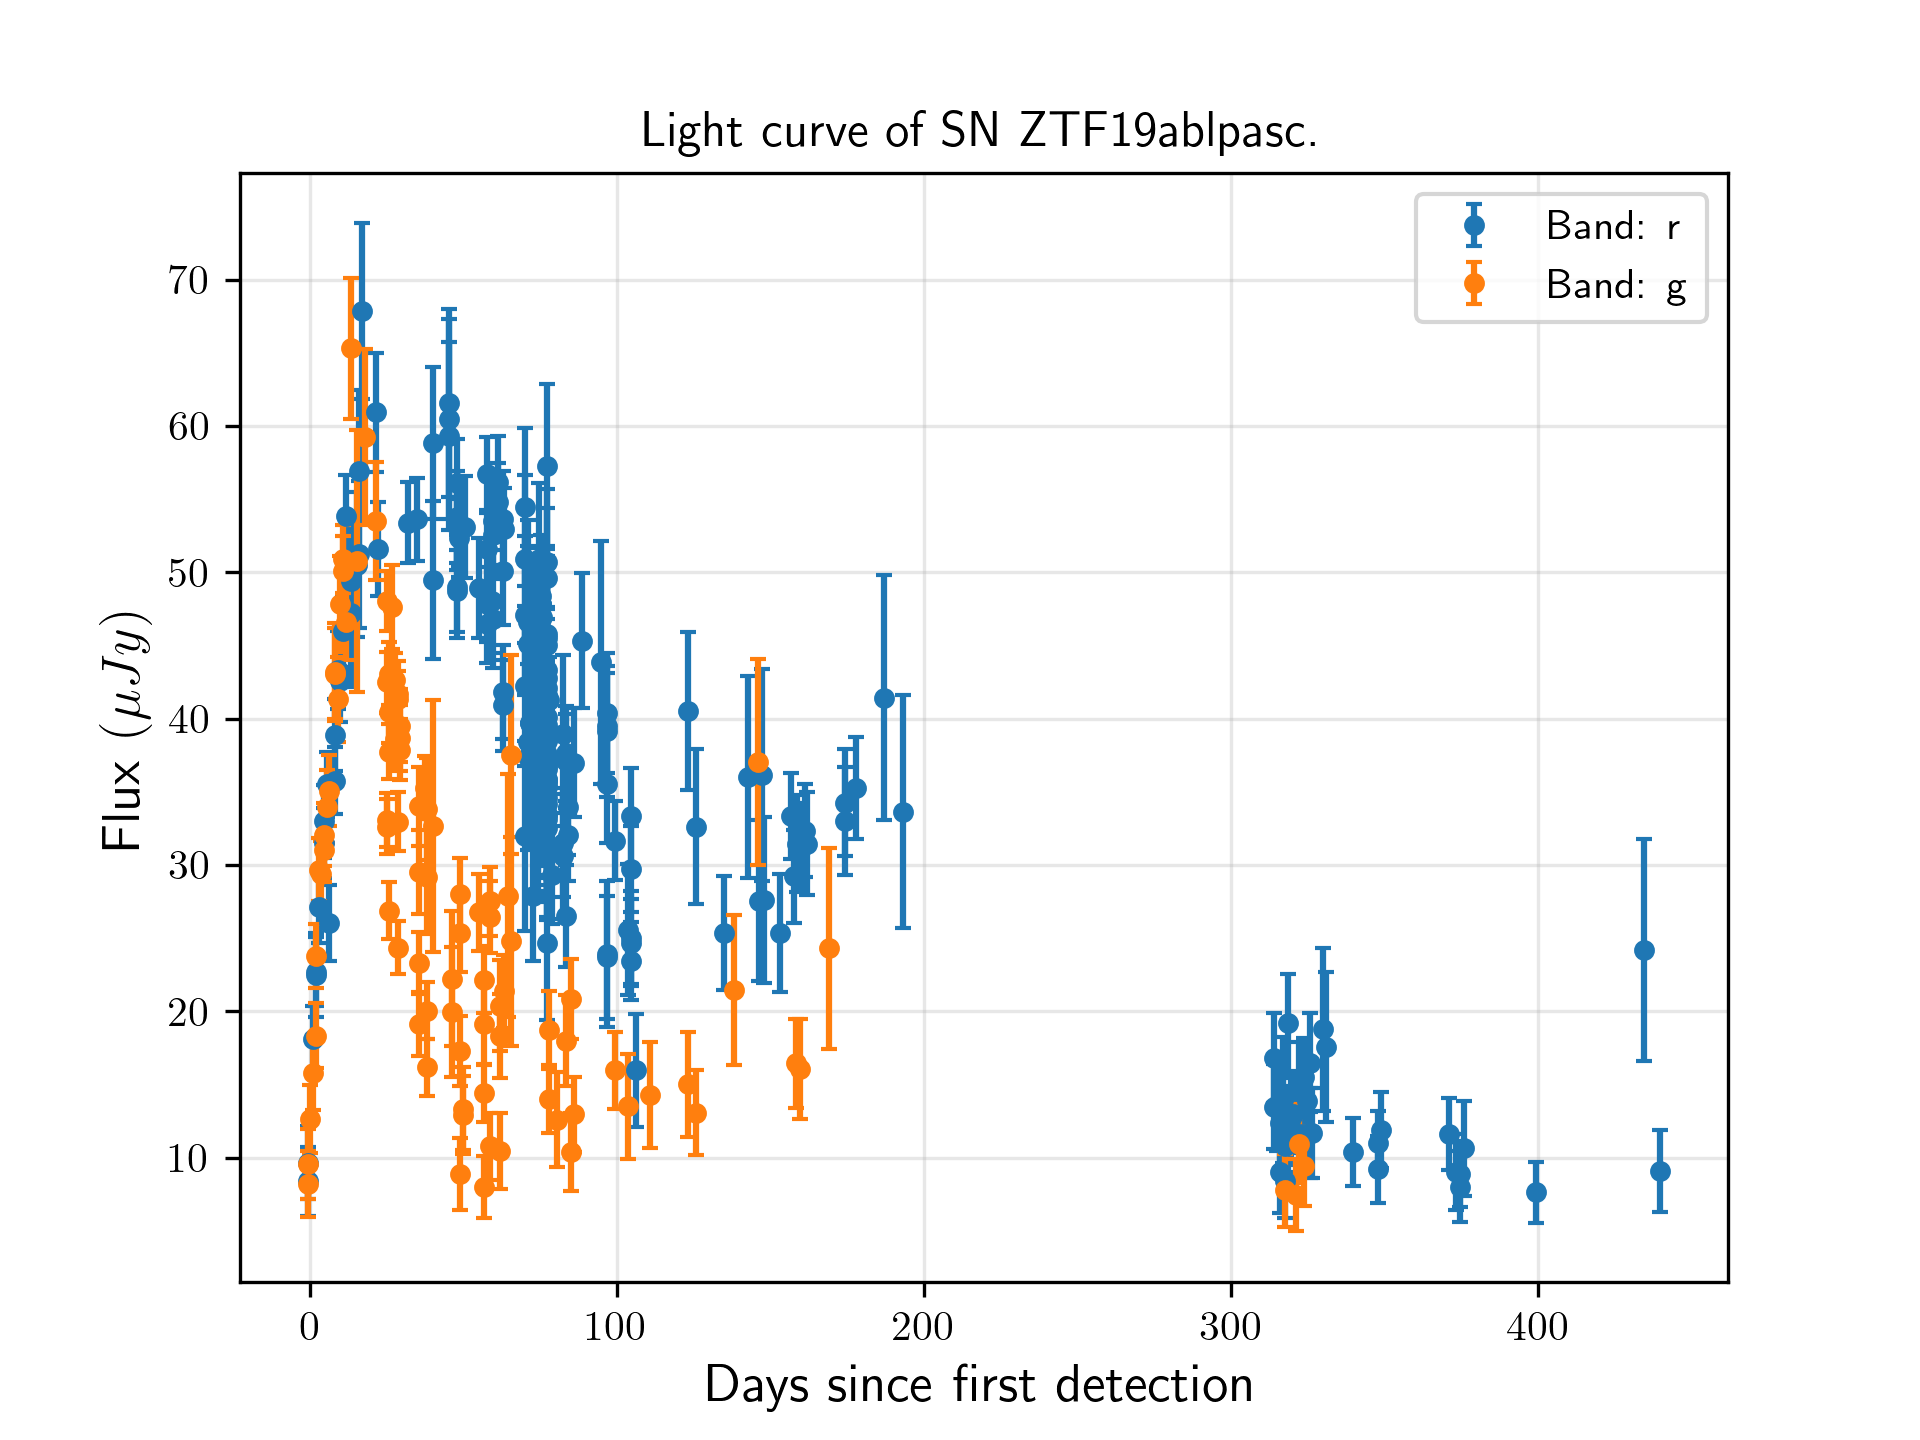 Light curve of SN ZTF19ablpasc.
Band: r
Band: g
Flux (μJy)
70
60
50
40
30
20
10
0 100 200 300 400
Days since first detection